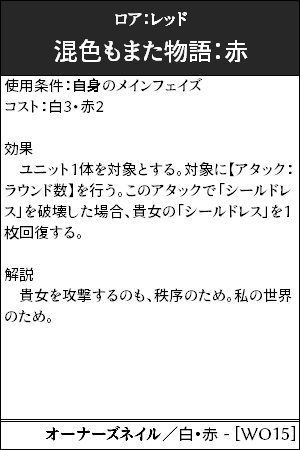 ロア：レッド
混色もまた物語：赤
使用条件：自身のメインフェイズ
コスト：白3・赤2
効果
　ユニット1体を対象とする。対象に【アタック：
ラウンド数】を行う。このアタックで「シールドレ
ス」を破壊した場合、貴女の「シールドレス」を1
枚回復する。
解説
　貴女を攻撃するのも、秩序のため。私の世界
のため。
オーナーズネイル／白・赤 - [WO15]